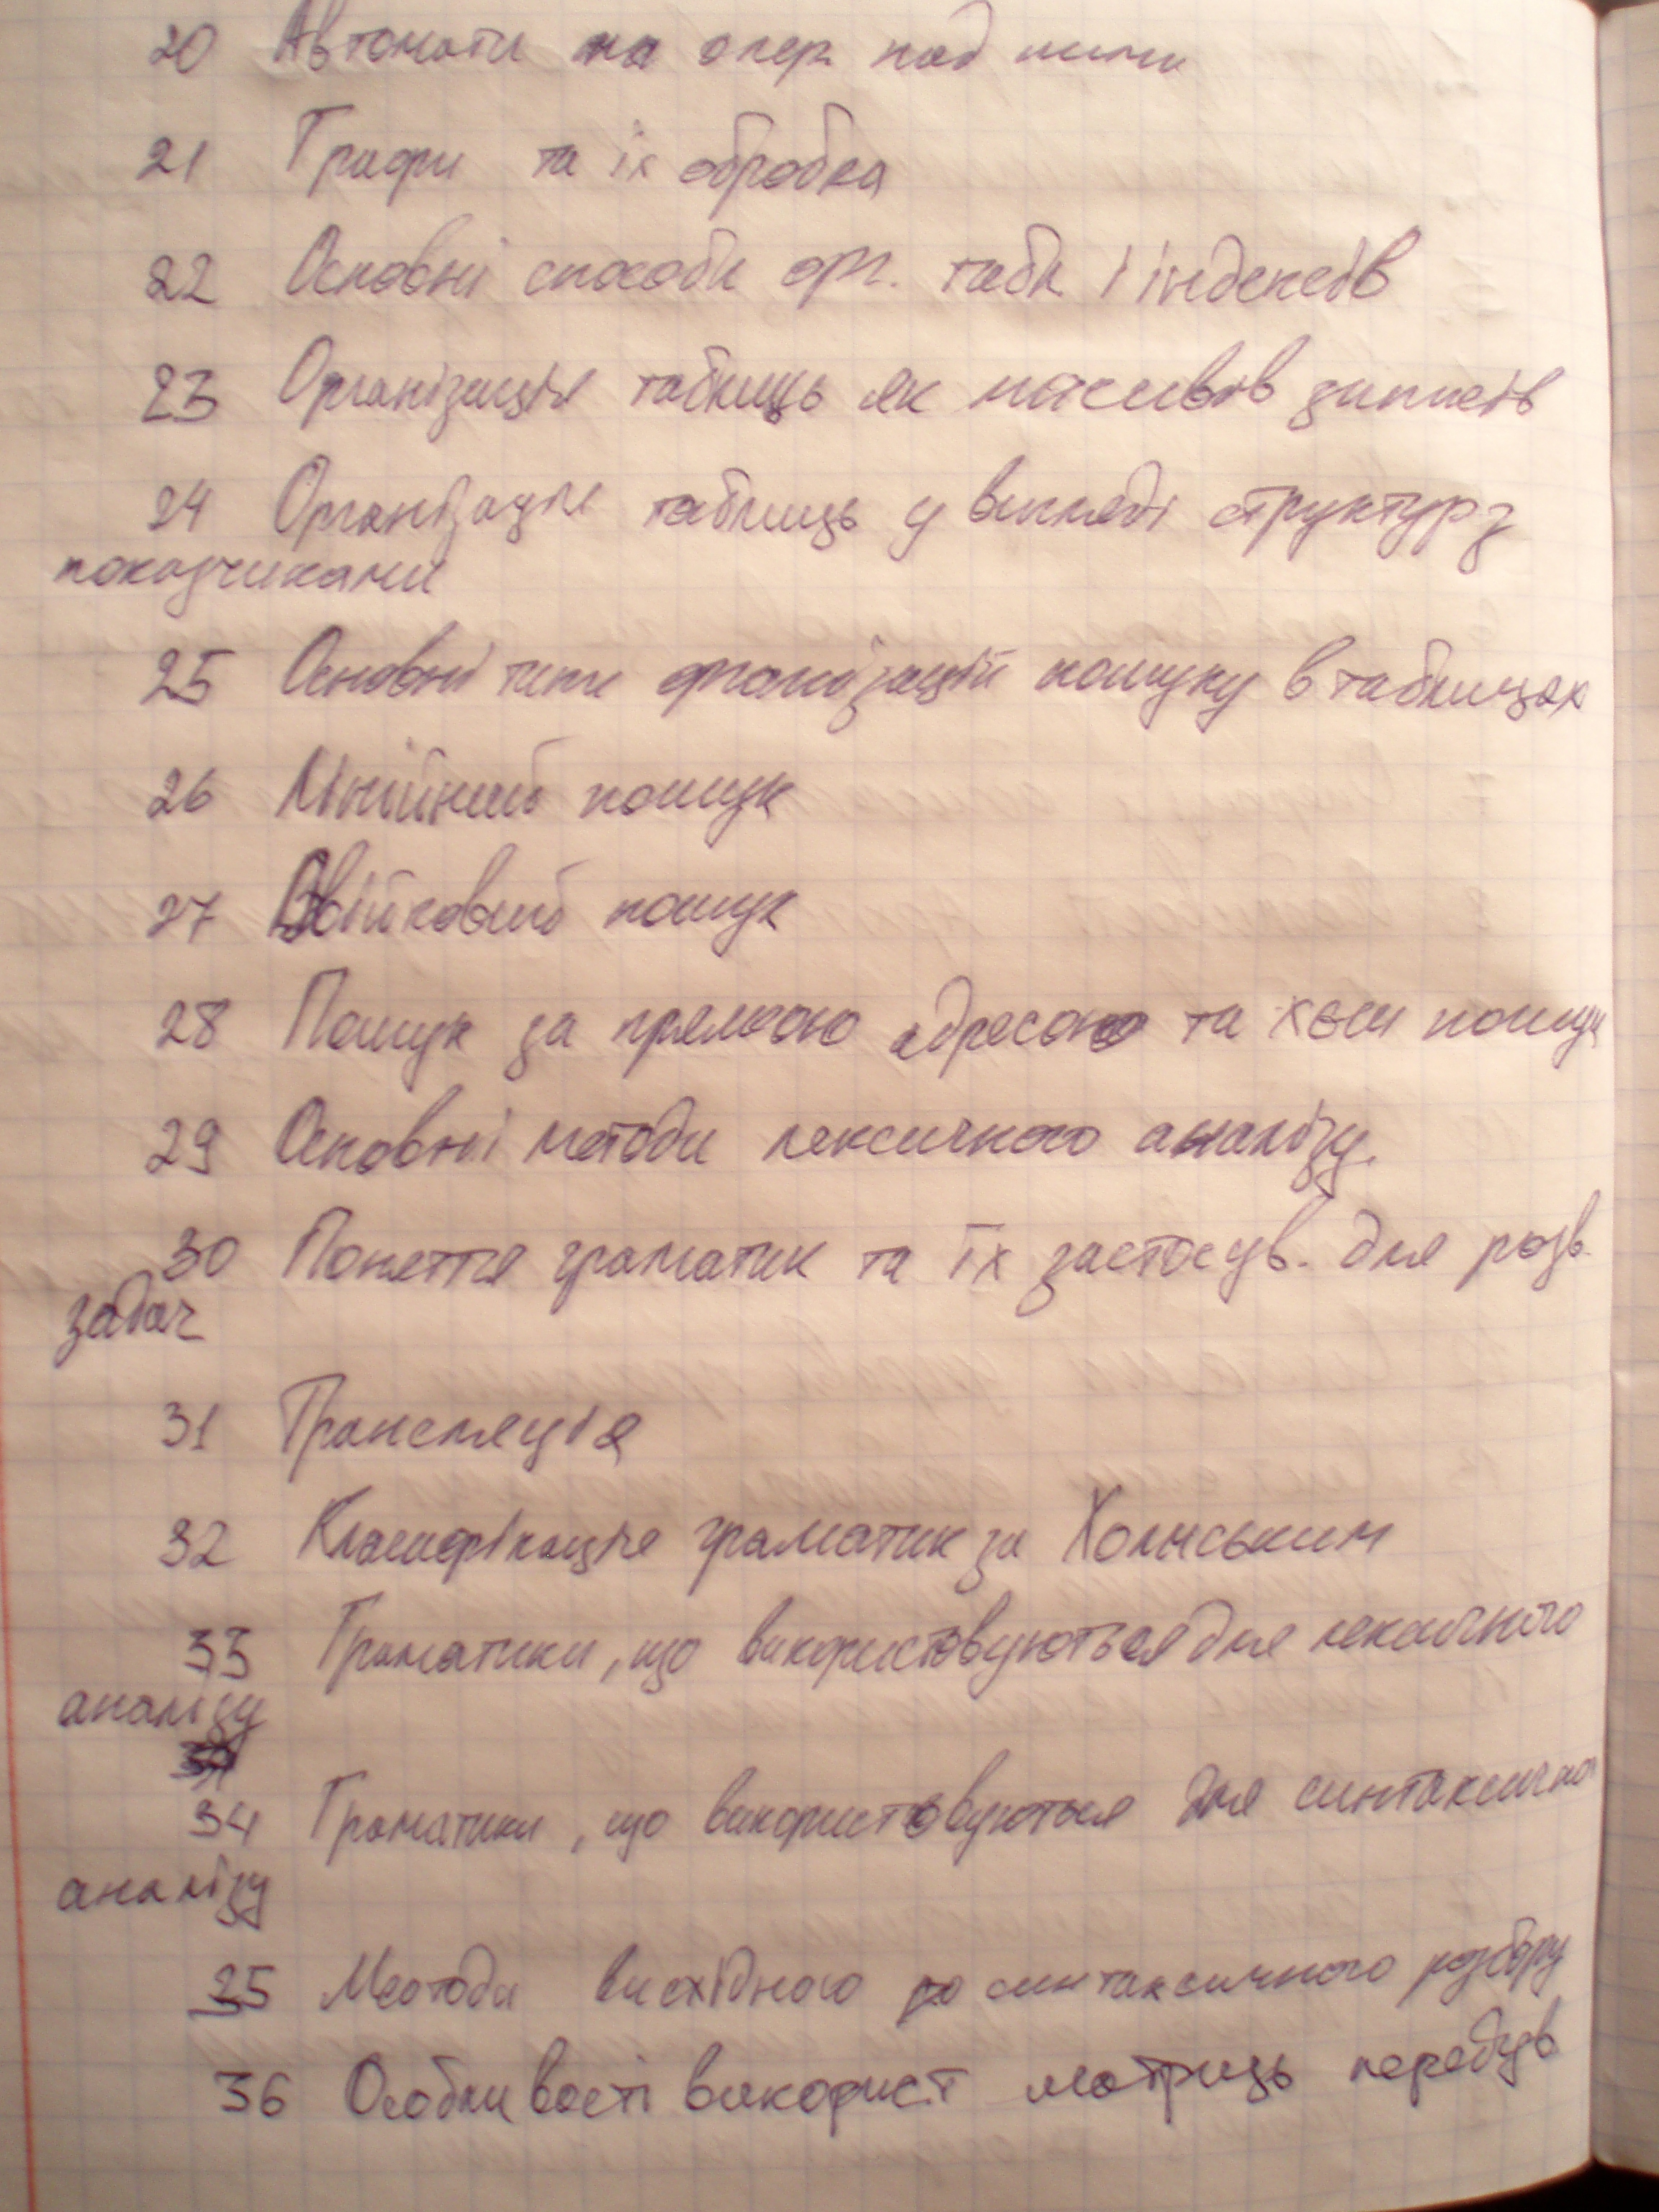 20 Автомати на опер. над ними
21 Графи та їх обробка
22 Основні способи орг. табл і індексів
23 Організація таблиць як масивів записів
24 Організація таблиць у вигляді структур з
показчиками
25 Основні типи організацій пошуку в таблицях
26 Лінійний пошук
27 Двійковий пошук
28 Пошук за прямою адресою та хеш пошук
29 Основні методи лексичного аналізу.
30 Поняття граматик та їх застосув. для розв.
задач
31 Трансляція
32 Класифікація граматик за Хомським
33 Граматики, що використовуються для лексичного
аналізу
34 Граматики, що використовуються для синтаксично
аналізу
35 Методи висхідного синтаксичного розбору
36 Особливості використ матриць передув